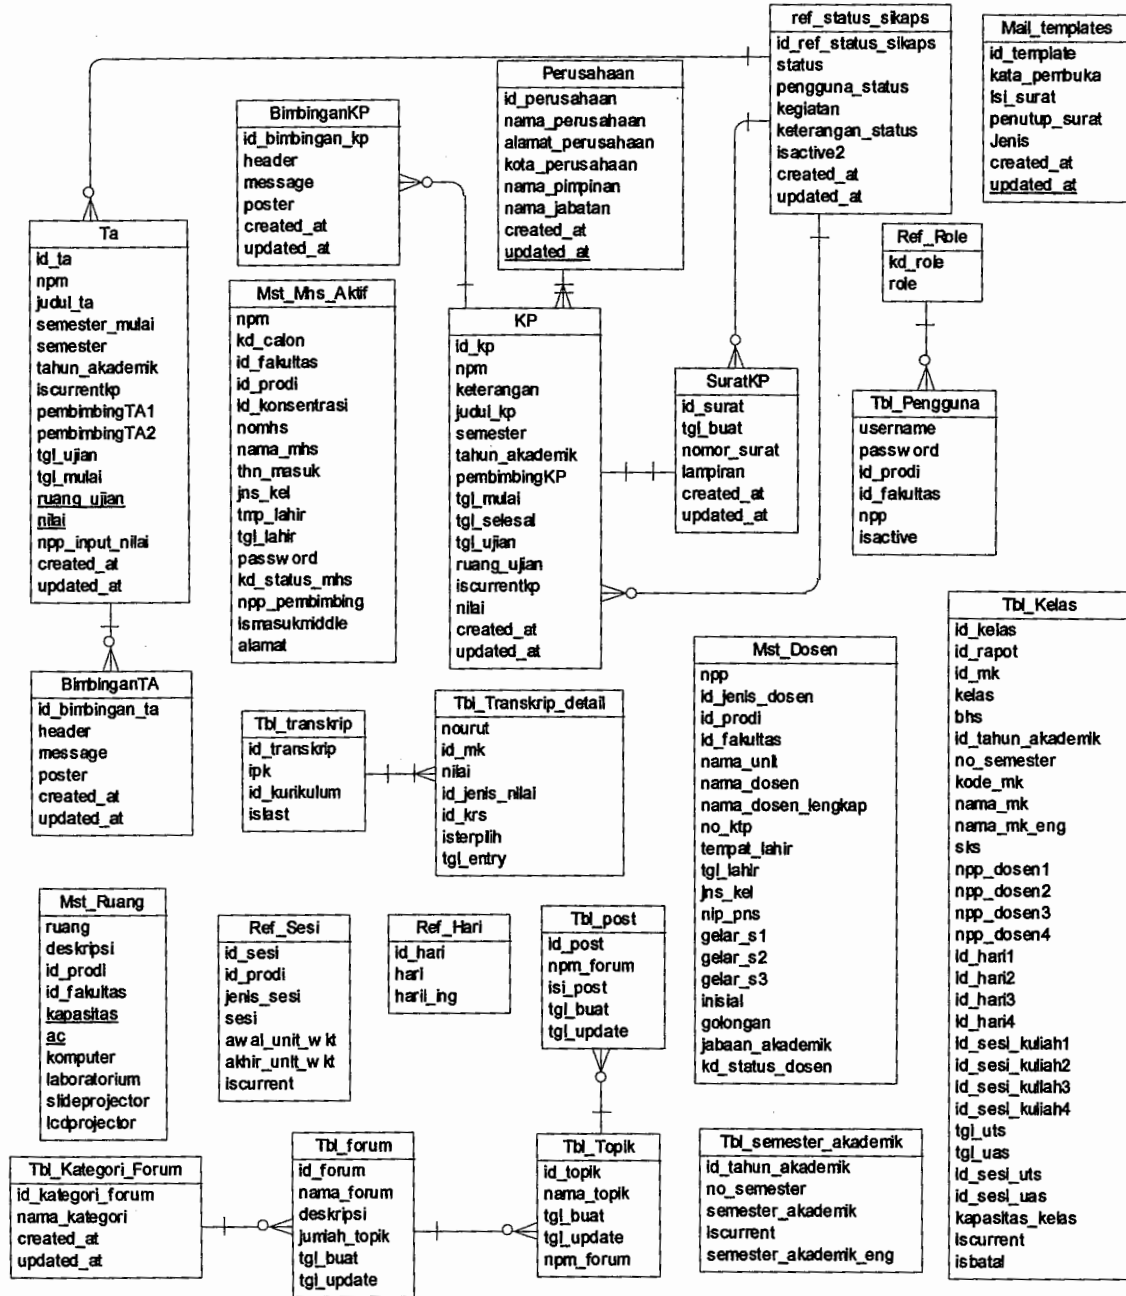 ref_status_sikaps
id_ref_status_sikaps
status
pengguna_status
kegiatan
keterangan_status
isactive2
created_at
updated_at
Mail_templates
id_template
kata_pembuka
isi_surat
penutup_surat
Jenis
created_at
updated_at
Perusahaan
id_perusahaan
nama_perusahaan
alamat_perusahaan
kota_perusahaan
nama_pimpinan
nama_jabatan
created_at
updated_at
BimbinganKP
id_bimbingan_kp
header
message
poster
created_at
updated_at
Ta
id_ta
npm
judul_ta
semester_mulai
semester
tahun_akademik
iscurrentkp
pembimbingTA1
pembimbingTA2
tgl_ujian
tgl_mulai
ruang_ujian
nilai
npp_input_nilai
created_at
updated_at
Mst_Mhs_Aktif
npm
kd_calon
id_fakultas
id_prodi
id_konsentrasi
nomhs
nama_mhs
thn_masuk
jns_kel
tmp_lahir
tgl_lahir
password
kd_status_mhs
npp_pembimbing
ismasukmiddle
alamat
KP
id_kp
npm
keterangan
judul_kp
semester
tahun_akademik
pembimbingKP
tgl_mulai
tgl_selesai
tgl_ujian
ruang_ujian
iscurrentkp
nilai
created_at
updated_at
SuratKP
id_surat
tgl_buat
nomor_surat
lampiran
created_at
updated_at
Ref_Role
kd_role
role
Tbl_Pengguna
username
password
id_prodi
id_fakultas
npp
isactive
BimbinganTA
id_bimbingan_ta
header
message
poster
created_at
updated_at
Tbl_transkrip
id_transkrip
ipk
id_kurikulum
islast
Tbl_Transkrip_detail
nourut
id_mk
nilai
id_jenis_nilai
id_krs
isterpilih
tgl_entry
Mst_Dosen
npp
id_jenis_dosen
id_prodi
id_fakultas
nama_unit
nama_dosen
nama_dosen_lengkap
no_ktp
tempat_lahir
tgl_lahir
jns_kel
nip_pns
gelar_s1
gelar_s2
gelar_s3
inisial
golongan
jabaan_akademik
kd_status_dosen
Tbl_Kelas
id_kelas
id_rapot
id_mk
kelas
bhs
id_tahun_akademik
no_semester
kode_mk
nama_mk
nama_mk_eng
sks
npp_dosen1
npp_dosen2
npp_dosen3
npp_dosen4
id_hari1
id_hari2
id_hari3
id_hari4
id_sesi_kuliah1
id_sesi_kuliah2
id_sesi_kuliah3
id_sesi_kuliah4
tgl_uts
tgl_uas
id_sesi_uts
id_sesi_uas
kapasitas_kelas
iscurrent
isbatal
Mst_Ruang
ruang
deskripsi
id_prodi
id_fakultas
kapasitas
ac
komputer
laboratorium
slideprojector
lcdprojector
Ref_Sesi
id_sesi
id_prodi
jenis_sesi
sesi
awal_unit_wkt
akhir_unit_wkt
iscurrent
Ref_Hari
id_hari
hari
harii_ing
Tbl_post
id_post
npm_forum
isi_post
tgl_buat
tgl_update
Tbl_Kategori_Forum
id_kategori_forum
nama_kategori
created_at
updated_at
Tbl_forum
id_forum
nama_forum
deskripsi
jumlah_topik
tgl_buat
tgl_update
Tbl_Topik
id_topik
nama_topik
tgl_buat
tgl_update
npm_forum
Tbl_semester_akademik
id_tahun_akademik
no_semester
semester_akademik
iscurrent
semester_akademik_eng